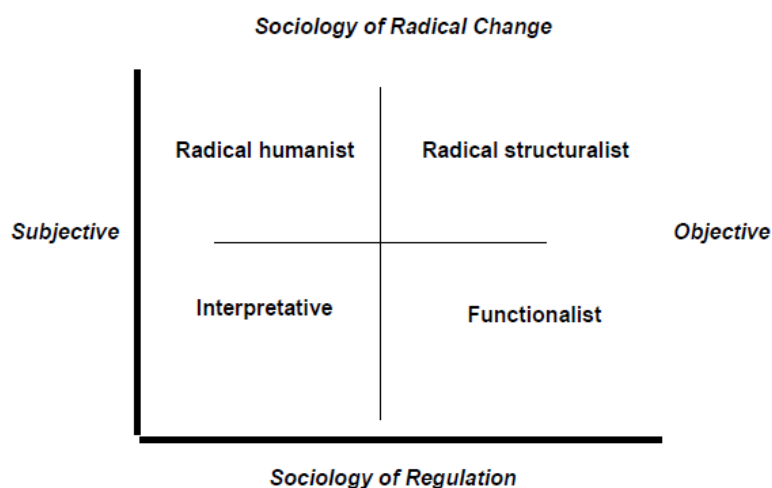 Sociology of Radical Change
Radical humanist
Radical structuralist
Subjective
Objective
Interpretative
Functionalist
Sociology of Regulation